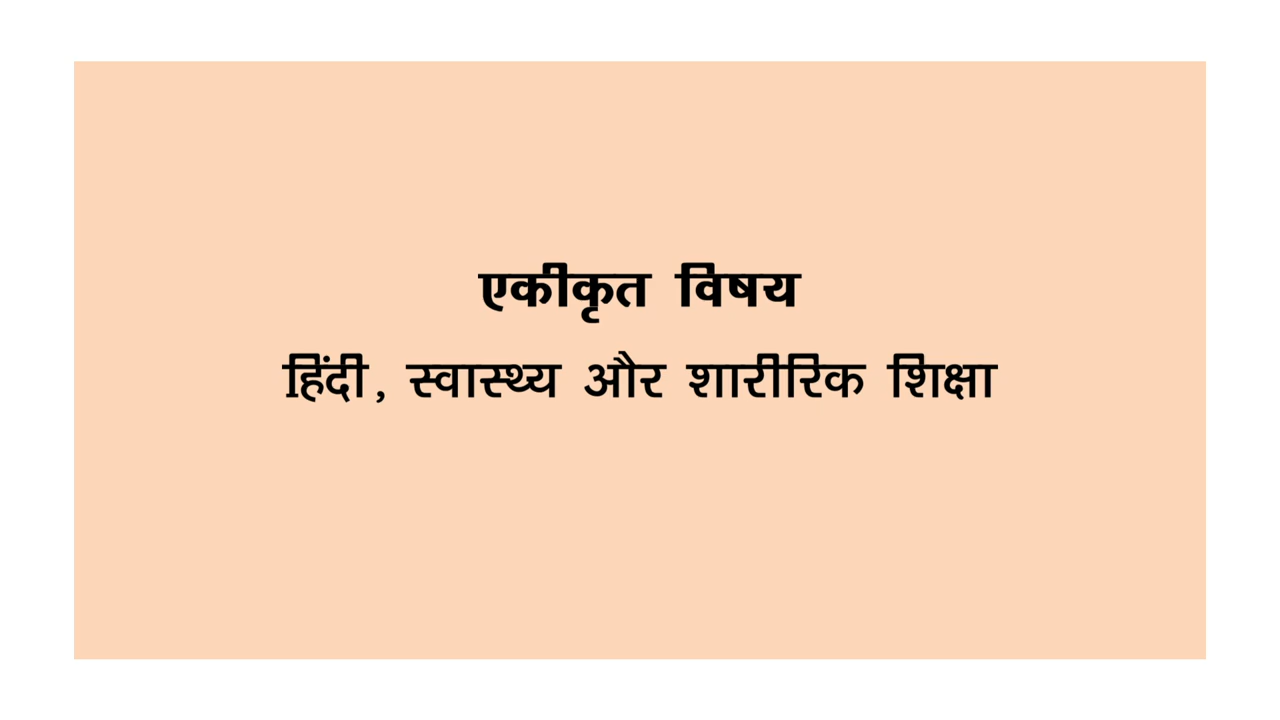 एकीकृत विषय
हिंदी, स्वास्थ्य और शारीरिक शिक्षा